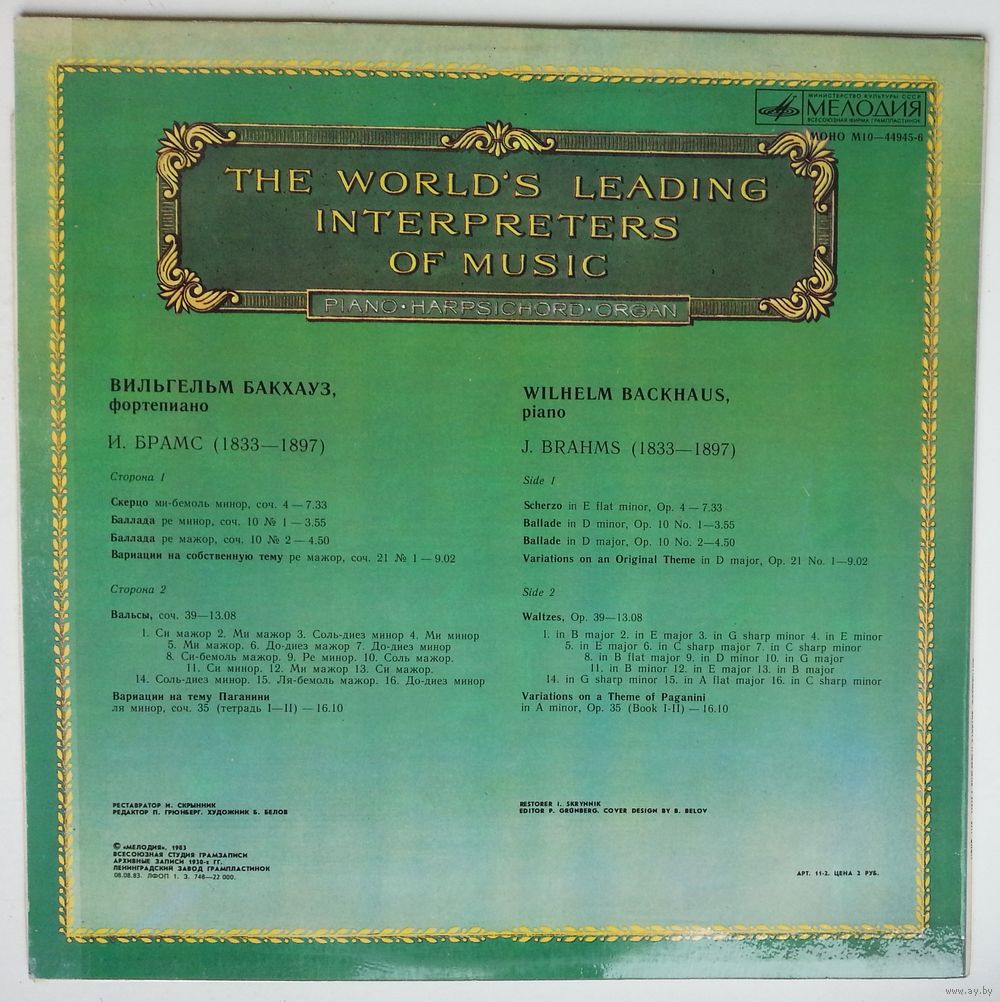 МИНИСТЕРСТВО КУЛЬТУРЫ СССР
МЕЛОДИЯ
ВСЕСОЮЗНАЯ ФИРМА ГРАМПЛАСТИНОК
МОНО М10—44945-6
THE WORLD'S LEADING
INTERPRETERS
OF MUSIC
PIANO·HARPSICHORD·ORGAN
ВИЛЬГЕЛЬМ БАКХАУЗ,
фортепиано
И. БРАМС (1833—1897)
Сторона 1
Скерцо ми-бемоль минор, соч. 4 — 7.33
Баллада ре минор, соч. 10 № 1 — 3.55
Баллада ре мажор, соч. 10 № 2 — 4.50
Вариации на собственную тему ре мажор, соч. 21 № 1 — 9.02
Сторона 2
Вальсы, соч. 39—13.08
1. Си мажор 2. Ми мажор 3. Соль-диез минор 4. Ми минор
5. Ми мажор. 6. До-диез мажор 7. До-диез минор
8. Си-бемоль мажор. 9. Ре минор. 10. Соль мажор.
11. Си минор. 12. Ми мажор 13. Си мажор.
14. Соль-диез минор. 15. Ля-бемоль мажор. 16. До-диез минор
Вариации на тему Паганини
ля минор, соч. 35 (тетрадь I—II) — 16.10
WILHELM BACKHAUS,
piano
J. BRAHMS (1833—1897)
Side 1
Scherzo in E flat minor, Op. 4 — 7.33
Ballade in D minor, Op. 10 No. 1—3.55
Ballade in D major, Op. 10 No. 2—4.50
Variations on an Original Theme in D major, Op. 21 No. 1—9.02
Side 2
Waltzes, Op. 39—13.08
1. in B major 2. in E major 3. in G sharp minor 4. in E minor
5. in E major 6. in C sharp major 7. in C sharp minor
8. in B flat major 9. in D minor 10. in G major
11. in B minor 12. in E major 13. in B major
14. in G sharp minor 15. in A flat major 16. in C sharp minor
Variations on a Theme of Paganini
in A minor, Op. 35 (Book I-II) — 16.10
РЕСТАВРАТОР И. СКРЫННИК
РЕДАКТОР П. ГРЮНБЕРГ. ХУДОЖНИК Б. БЕЛОВ
RESTORER I. SKRYNNIK
EDITOR P. GRÜNBERG. COVER DESIGN BY B. BELOV
© «МЕЛОДИЯ», 1983
ВСЕСОЮЗНАЯ СТУДИЯ ГРАМЗАПИСИ
АРХИВНЫЕ ЗАПИСИ 1930-х ГГ.
ЛЕНИНГРАДСКИЙ ЗАВОД ГРАМПЛАСТИНОК
08.08.83. ЛФОП 1. З. 748—22 000.
АРТ. 11-2. ЦЕНА 2 РУБ.
www.ay.by